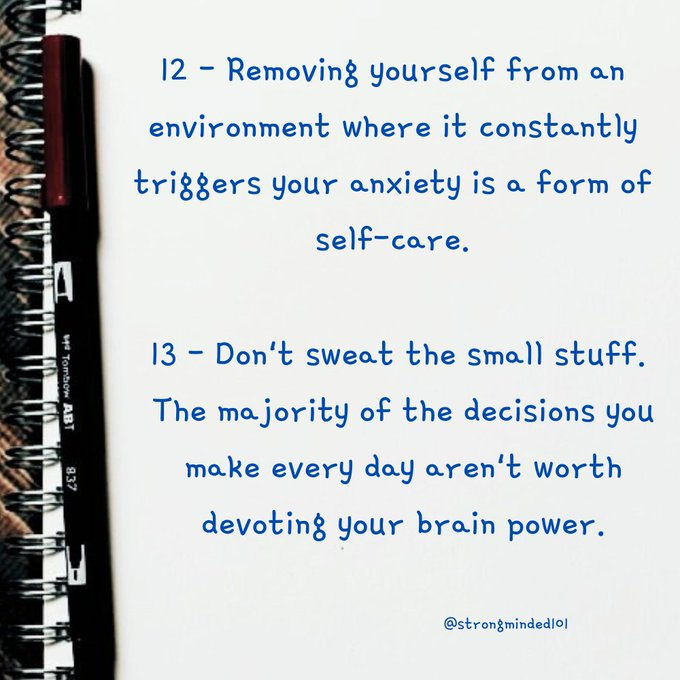 12 - Removing yourself from an
environment where it constantly
triggers your anxiety is a form of
self-care.
13 - Don't sweat the small stuff.
The majority of the decisions you
make every day aren't worth
devoting your brain power.
@strongminded101
Tombow ABT
837